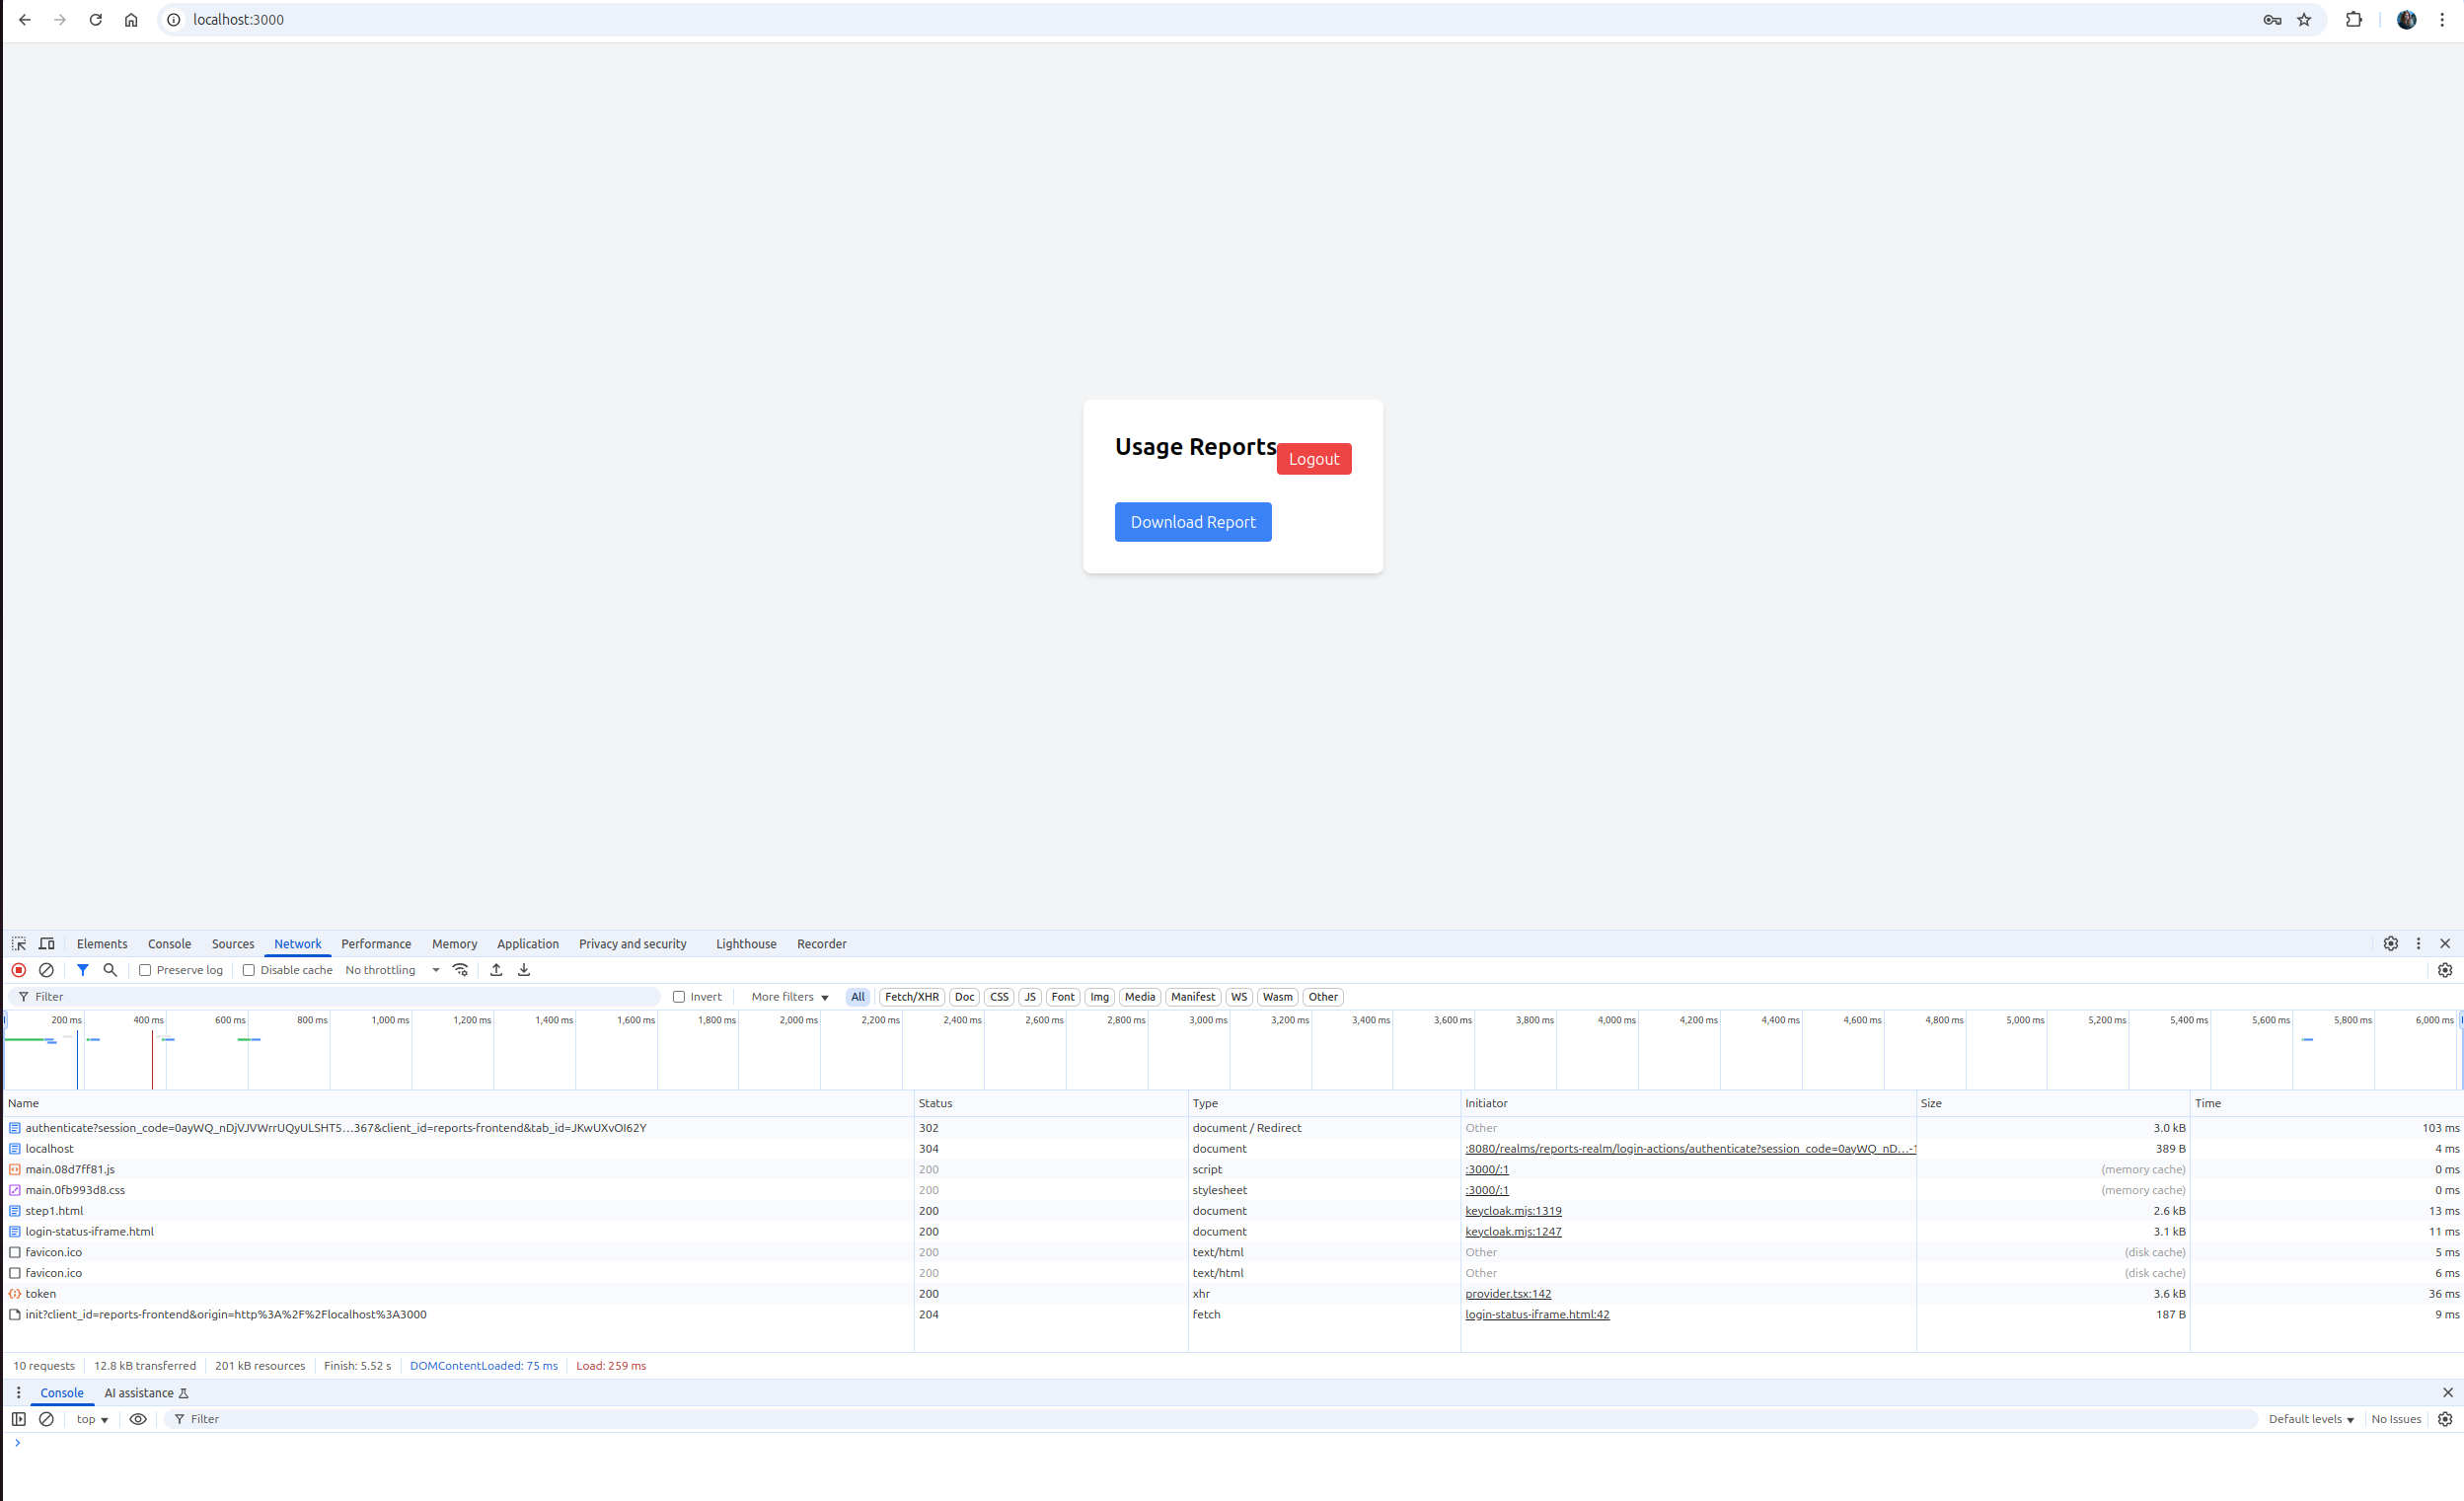 localhost:3000
Usage Reports
Logout
Download Report
Elements Console Sources Network Performance Memory Application Privacy and security Lighthouse Recorder
Preserve log Disable cache No throttling
Filter Invert More filters All Fetch/XHR Doc CSS JS Font Img Media Manifest WS Wasm Other
200 ms 400 ms 600 ms 800 ms 1,000 ms 1,200 ms 1,400 ms 1,600 ms 1,800 ms 2,000 ms 2,200 ms 2,400 ms 2,600 ms 2,800 ms 3,000 ms 3,200 ms 3,400 ms 3,600 ms 3,800 ms 4,000 ms 4,200 ms 4,400 ms 4,600 ms 4,800 ms 5,000 ms 5,200 ms 5,400 ms 5,600 ms 5,800 ms 6,000 ms
Name Status Type Initiator Size Time
authenticate?session_code=0ayWQ_nDjVJVWrrUQyULSHT5…367&client_id=reports-frontend&tab_id=JKwUXvOI62Y 302 document / Redirect Other 3.0 kB 103 ms
localhost 304 document :8080/realms/reports-realm/login-actions/authenticate?session_code=0ayWQ_nD…-1 389 B 4 ms
main.08d7ff81.js 200 script :3000/:1 (memory cache) 0 ms
main.0fb993d8.css 200 stylesheet :3000/:1 (memory cache) 0 ms
step1.html 200 document keycloak.mjs:1319 2.6 kB 13 ms
login-status-iframe.html 200 document keycloak.mjs:1247 3.1 kB 11 ms
favicon.ico 200 text/html Other (disk cache) 5 ms
favicon.ico 200 text/html Other (disk cache) 6 ms
token 200 xhr provider.tsx:142 3.6 kB 36 ms
init?client_id=reports-frontend&origin=http%3A%2F%2Flocalhost%3A3000 204 fetch login-status-iframe.html:42 187 B 9 ms
10 requests 12.8 kB transferred 201 kB resources Finish: 5.52 s DOMContentLoaded: 75 ms Load: 259 ms
Console AI assistance
top Filter Default levels No Issues